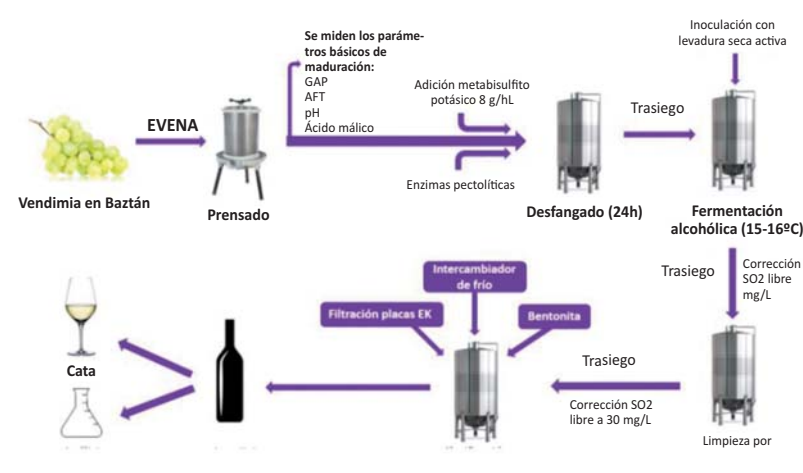 Se miden los paráme-
tros básicos de
maduración:
GAP
AFT
pH
Ácido málico
EVENA
Vendimia en Baztán
Prensado
Adición metabisulfito
potásico 8 g/hL
Enzimas pectolíticas
Desfangado (24h)
Trasiego
Inoculación con
levadura seca activa
Fermentación
alcohólica (15-16ºC)
Trasiego
Corrección
SO2 libre
mg/L
Limpieza por
Trasiego
Corrección SO2
libre a 30 mg/L
Intercambiador
de frío
Filtración placas EK
Bentonita
Cata